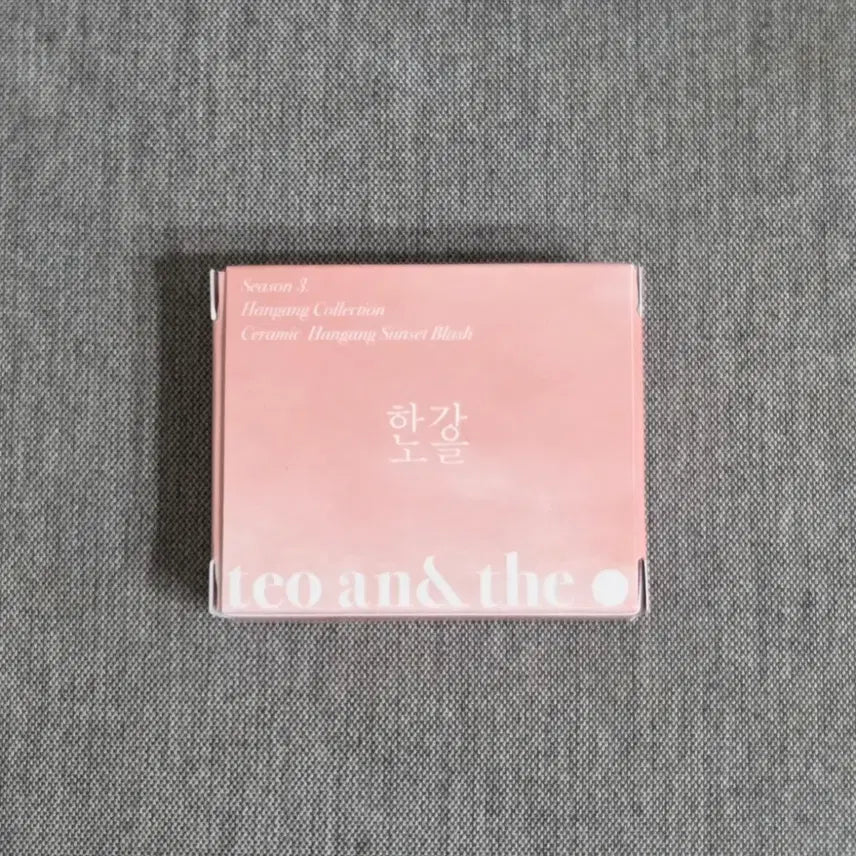 Season 3.
Hangang Collection
Ceramic Hangang Sunset Blush
한강
노을
teo an& the